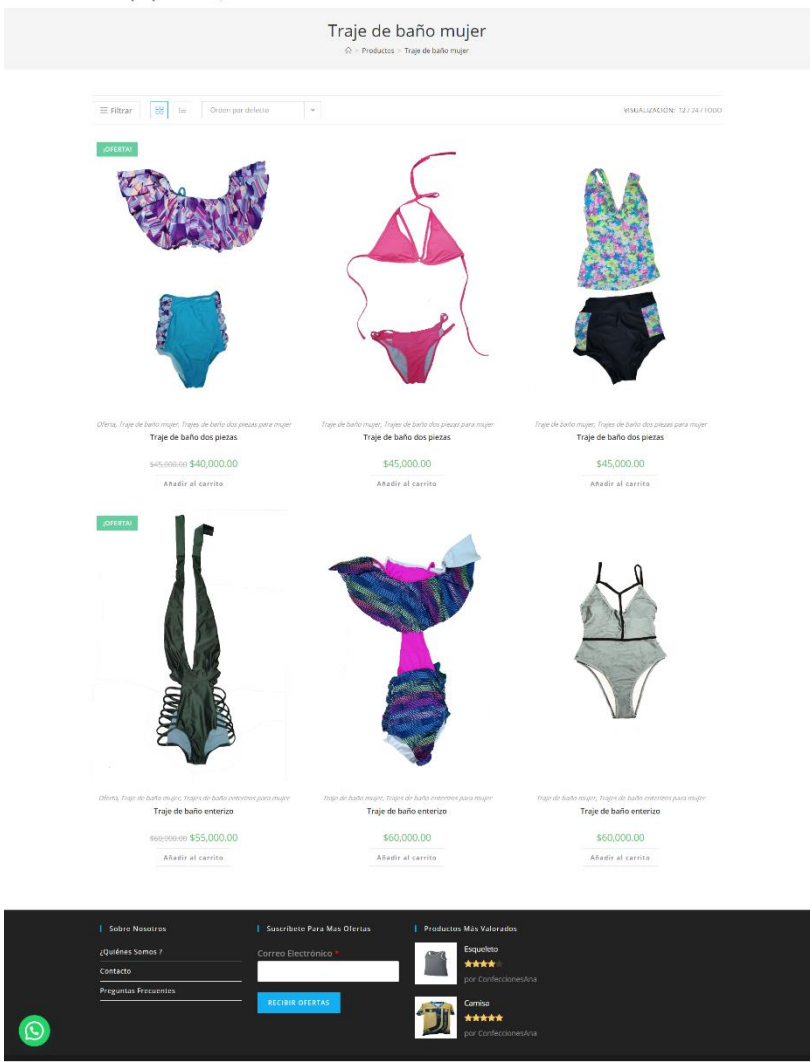 Traje de baño mujer
> Productos > Traje de baño mujer
Filtrar
Orden por defecto
VISUALIZACIÓN: 12 / 24 / TODO
¡OFERTA!
Oferta, Traje de baño mujer, Trajes de baño dos piezas para mujer
Traje de baño dos piezas
$45,000.00 $40,000.00
Añadir al carrito
Traje de baño mujer, Trajes de baño dos piezas para mujer
Traje de baño dos piezas
$45,000.00
Añadir al carrito
Traje de baño mujer, Trajes de baño dos piezas para mujer
Traje de baño dos piezas
$45,000.00
Añadir al carrito
¡OFERTA!
Oferta, Traje de baño mujer, Trajes de baño enterizos para mujer
Traje de baño enterizo
$60,000.00 $55,000.00
Añadir al carrito
Traje de baño mujer, Trajes de baño enterizos para mujer
Traje de baño enterizo
$60,000.00
Añadir al carrito
Traje de baño mujer, Trajes de baño enterizos para mujer
Traje de baño enterizo
$60,000.00
Añadir al carrito
Sobre Nosotros
¿Quiénes Somos ?
Contacto
Preguntas Frecuentes
Suscribete Para Mas Ofertas
Correo Electrónico *
RECIBIR OFERTAS
Productos Más Valorados
Esqueleto
por ConfeccionesAna
Camisa
por ConfeccionesAna